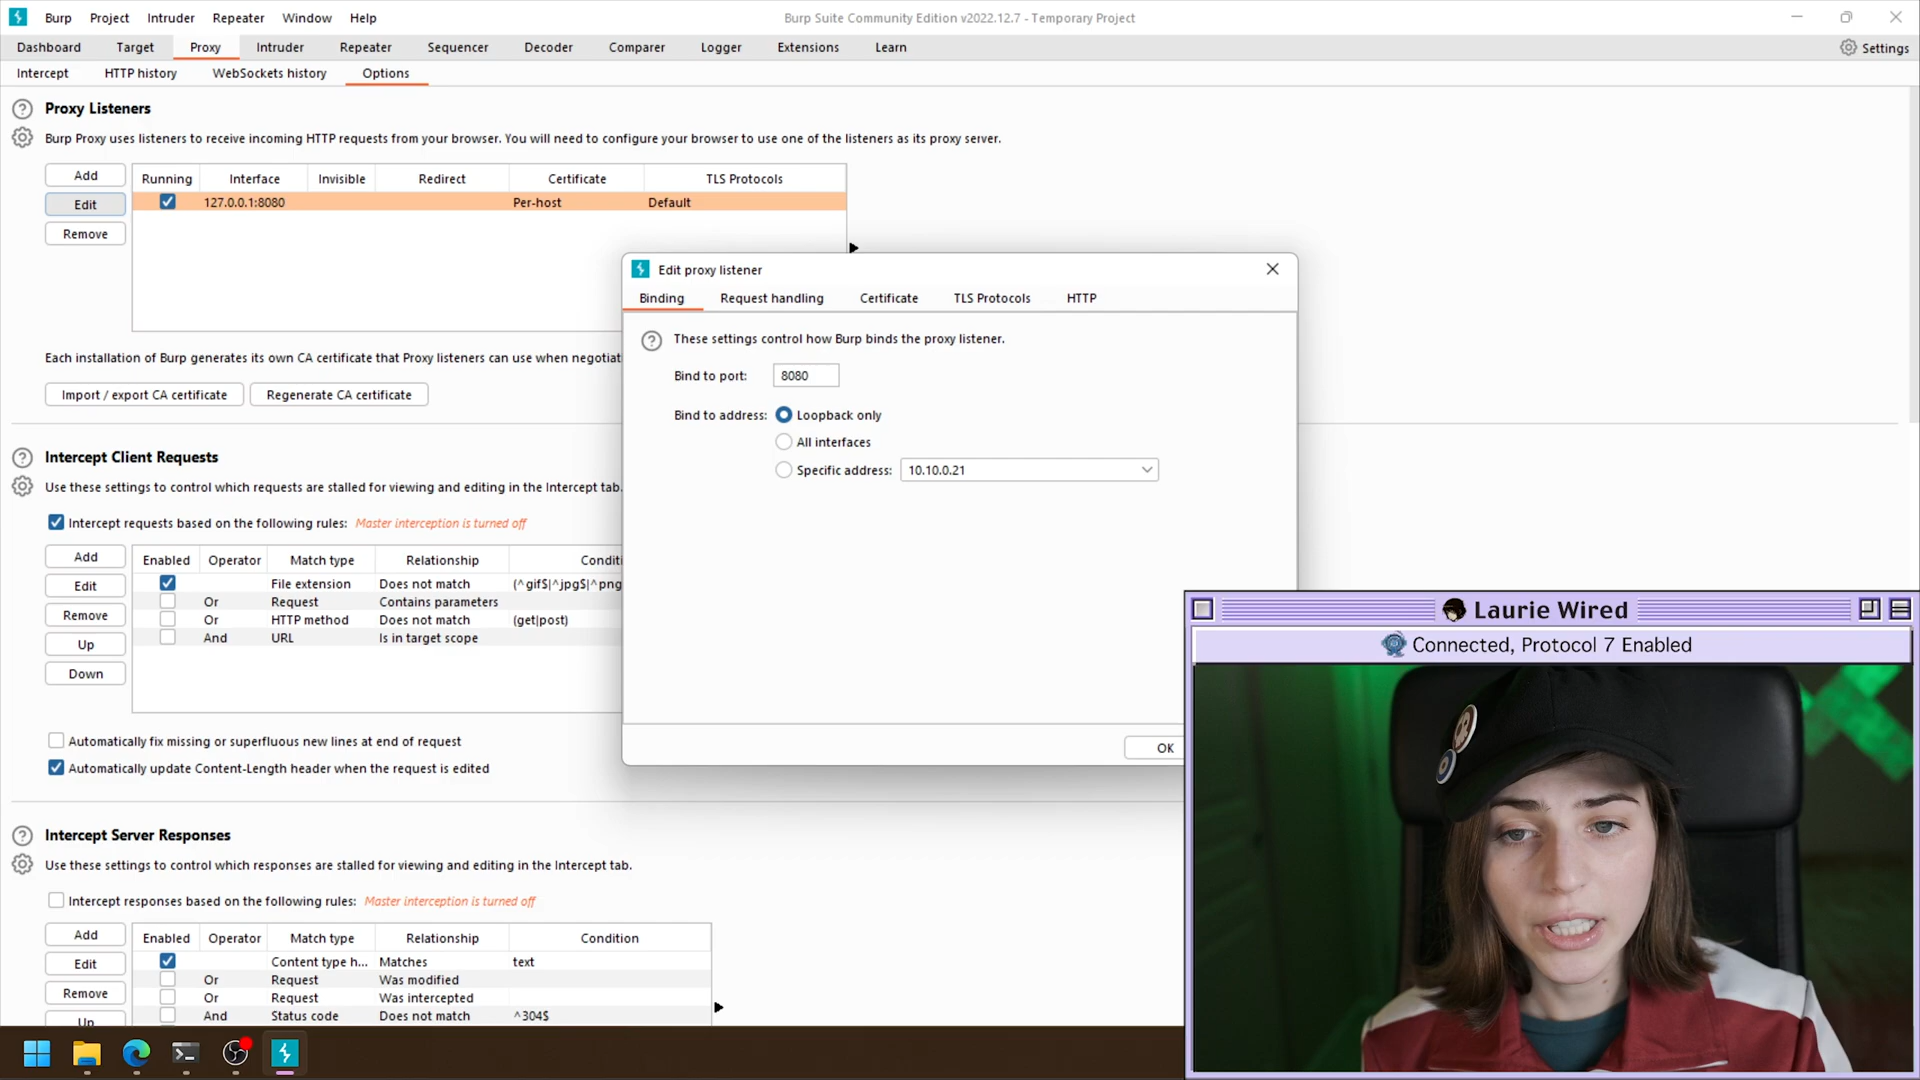 Burp Project Intruder Repeater Window Help
Burp Suite Community Edition v2022.12.7 - Temporary Project
Dashboard Target Proxy Intruder Repeater Sequencer Decoder Comparer Logger Extensions Learn Settings
Intercept HTTP history WebSockets history Options
Proxy Listeners
Burp Proxy uses listeners to receive incoming HTTP requests from your browser. You will need to configure your browser to use one of the listeners as its proxy server.
Add
Running Interface Invisible Redirect Certificate TLS Protocols
Edit
127.0.0.1:8080 Per-host Default
Remove
Each installation of Burp generates its own CA certificate that Proxy listeners can use when negotiati
Import / export CA certificate Regenerate CA certificate
Edit proxy listener
Binding Request handling Certificate TLS Protocols HTTP
These settings control how Burp binds the proxy listener.
Bind to port: 8080
Bind to address: Loopback only
All interfaces
Specific address: 10.10.0.21
OK
Intercept Client Requests
Use these settings to control which requests are stalled for viewing and editing in the Intercept tab.
Intercept requests based on the following rules: Master interception is turned off
Add
Edit
Remove
Up
Down
Enabled Operator Match type Relationship Conditi
File extension Does not match (^gif$|^jpg$|^png
Or Request Contains parameters
Or HTTP method Does not match (get|post)
And URL Is in target scope
Automatically fix missing or superfluous new lines at end of request
Automatically update Content-Length header when the request is edited
Intercept Server Responses
Use these settings to control which responses are stalled for viewing and editing in the Intercept tab.
Intercept responses based on the following rules: Master interception is turned off
Add
Edit
Remove
Up
Enabled Operator Match type Relationship Condition
Content type h... Matches text
Or Request Was modified
Or Request Was intercepted
And Status code Does not match ^304$
Laurie Wired
Connected, Protocol 7 Enabled